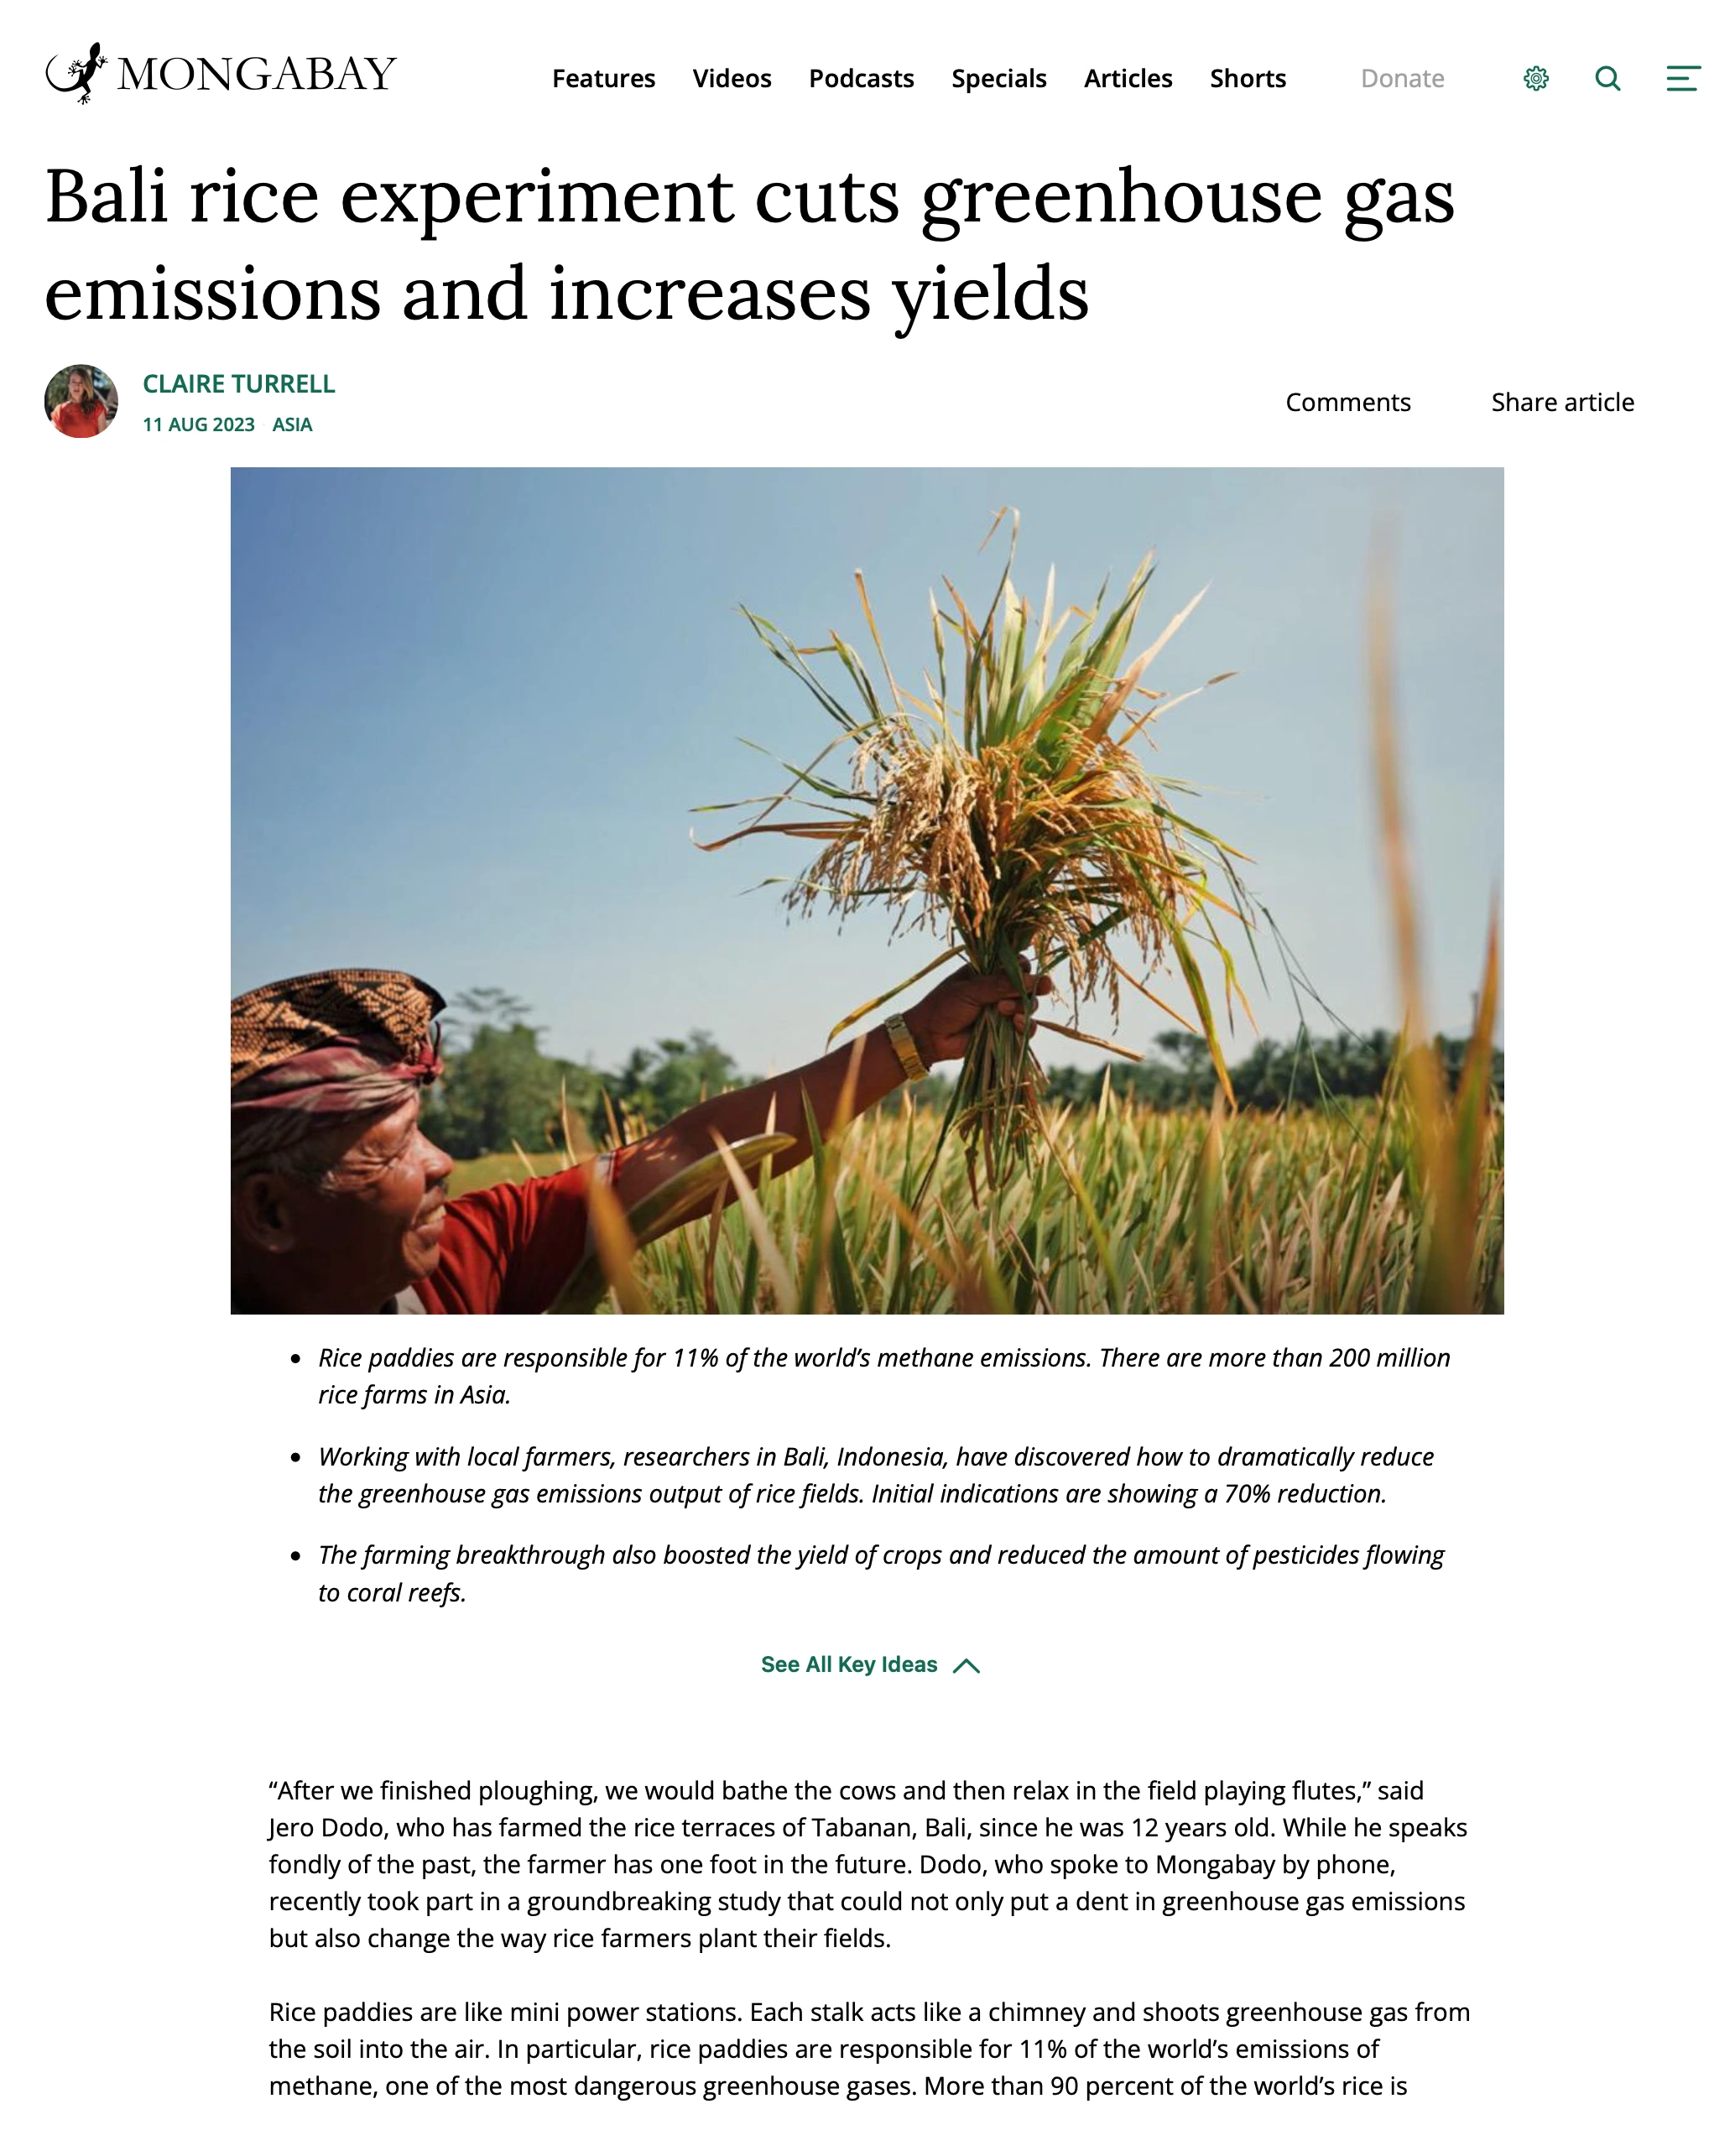 MONGABAY
Features Videos Podcasts Specials Articles Shorts Donate
Bali rice experiment cuts greenhouse gas
emissions and increases yields
CLAIRE TURRELL
11 AUG 2023 ASIA
Comments Share article
• Rice paddies are responsible for 11% of the world’s methane emissions. There are more than 200 million
rice farms in Asia.
• Working with local farmers, researchers in Bali, Indonesia, have discovered how to dramatically reduce
the greenhouse gas emissions output of rice fields. Initial indications are showing a 70% reduction.
• The farming breakthrough also boosted the yield of crops and reduced the amount of pesticides flowing
to coral reefs.
See All Key Ideas
“After we finished ploughing, we would bathe the cows and then relax in the field playing flutes,” said
Jero Dodo, who has farmed the rice terraces of Tabanan, Bali, since he was 12 years old. While he speaks
fondly of the past, the farmer has one foot in the future. Dodo, who spoke to Mongabay by phone,
recently took part in a groundbreaking study that could not only put a dent in greenhouse gas emissions
but also change the way rice farmers plant their fields.
Rice paddies are like mini power stations. Each stalk acts like a chimney and shoots greenhouse gas from
the soil into the air. In particular, rice paddies are responsible for 11% of the world’s emissions of
methane, one of the most dangerous greenhouse gases. More than 90 percent of the world’s rice is